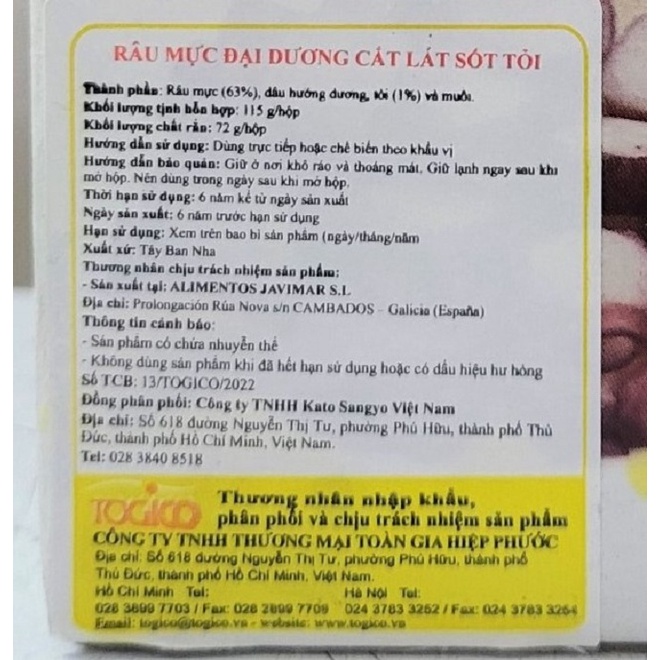 RÂU MỰC ĐẠI DƯƠNG CẮT LÁT SỐT TỎI
Thành phần: Râu mực (63%), dầu hướng dương, tỏi (1%) và muối.
Khối lượng tịnh hỗn hợp: 115 g/hộp
Khối lượng chất rắn: 72 g/hộp
Hướng dẫn sử dụng: Dùng trực tiếp hoặc chế biến theo khẩu vị
Hướng dẫn bảo quản: Giữ ở nơi khô ráo và thoáng mát. Giữ lạnh ngay sau khi
mở hộp. Nên dùng trong ngày sau khi mở hộp.
Thời hạn sử dụng: 6 năm kể từ ngày sản xuất
Ngày sản xuất: 6 năm trước hạn sử dụng
Hạn sử dụng: Xem trên bao bì sản phẩm (ngày/tháng/năm
Xuất xứ: Tây Ban Nha
Thương nhân chịu trách nhiệm sản phẩm:
- Sản xuất tại: ALIMENTOS JAVIMAR S.L
Địa chỉ: Prolongación Rúa Nova s/n CAMBADOS – Galicia (España)
Thông tin cảnh báo:
- Sản phẩm có chứa nhuyễn thể
- Không dùng sản phẩm khi đã hết hạn sử dụng hoặc có dấu hiệu hư hỏng
Số TCB: 13/TOGICO/2022
Đồng phân phối: Công ty TNHH Kato Sangyo Việt Nam
Địa chỉ: Số 618 đường Nguyễn Thị Tư, phường Phú Hữu, thành phố Thủ
Đức, thành phố Hồ Chí Minh, Việt Nam.
Tel: 028 3840 8518
TOGICO
Thương nhân nhập khẩu,
phân phối và chịu trách nhiệm sản phẩm
CÔNG TY TNHH THƯƠNG MẠI TOÀN GIA HIỆP PHƯỚC
Địa chỉ: Số 618 đường Nguyễn Thị Tư, phường Phú Hữu, thành phố
Thủ Đức, thành phố Hồ Chí Minh, Việt Nam.
Hồ Chí Minh Tel: Hà Nội Tel:
028 3899 7703 / Fax: 028 2899 7709 024 3783 3262 / Fax: 024 3783 3264
Email: togico@togico.vn - website: www.togico.vn